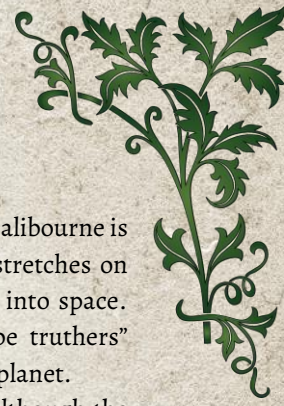 alibourne is
stretches on
into space.
be truthers”
planet.